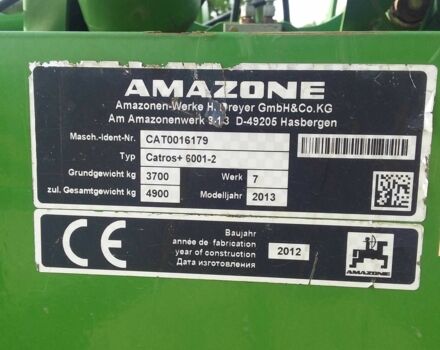 AMAZONE
Amazonen-Werke H. Dreyer GmbH&Co.KG
Am Amazonenwerk 9-13 D-49205 Hasbergen
Masch.-Ident-Nr. CAT0016179
Typ Catros+ 6001-2
Grundgewicht kg 3700 Werk 7
zul. Gesamtgewicht kg 4900 Modelljahr 2013
CE
Baujahr
année de fabrication
year of construction 2012
Дата изготовления
AMAZONE